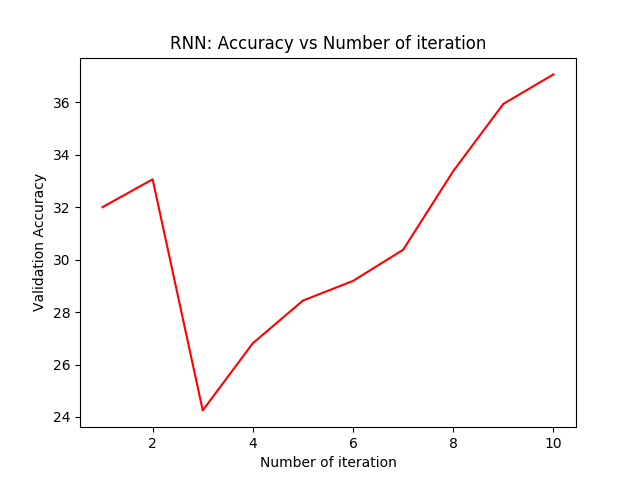 RNN: Accuracy vs Number of iteration
Validation Accuracy
36
34
32
30
28
26
24
2 4 6 8 10
Number of iteration